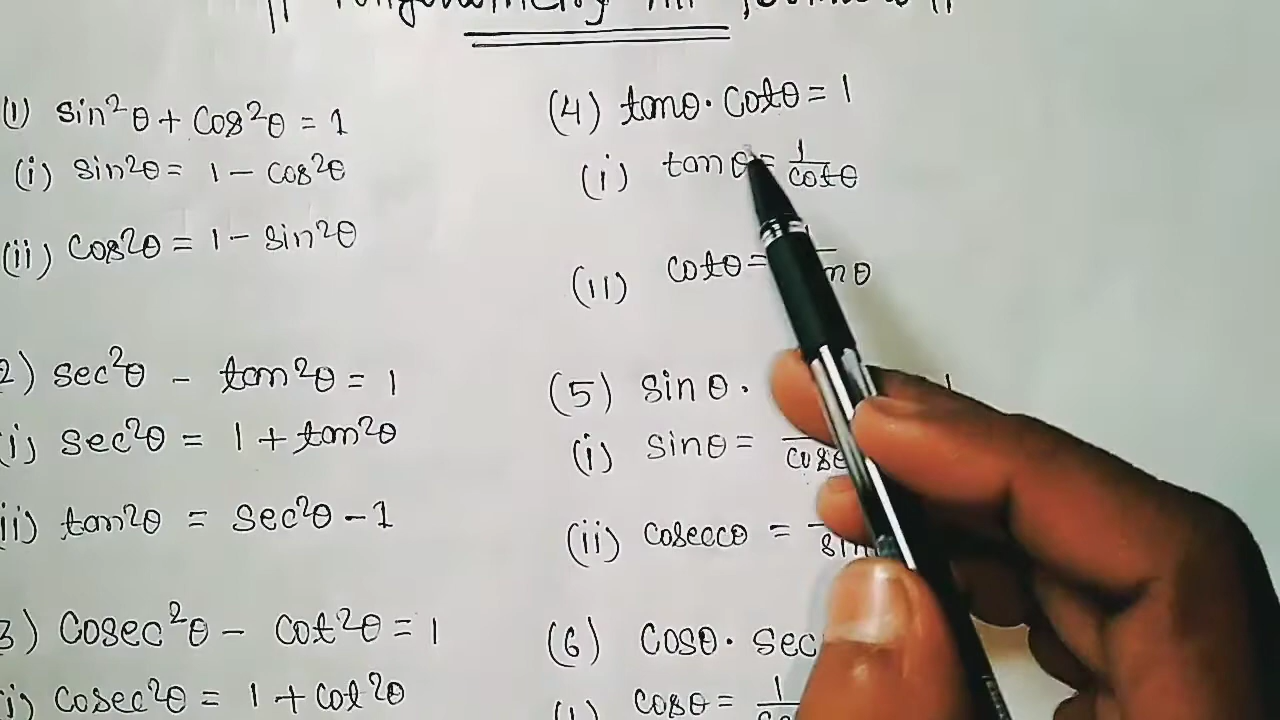 (1) sin²θ + Cos²θ = 1
(i) sin²θ = 1 - cos²θ
(ii) Cos²θ = 1 - sin²θ
2) sec²θ - tan²θ = 1
(i) sec²θ = 1 + tan²θ
ii) tan²θ = sec²θ - 1
3) Cosec²θ - cot²θ = 1
(i) cosec²θ = 1 + cot²θ
(4) tanθ · Cotθ = 1
(i) tanθ = 1/cotθ
(ii) cotθ =
(5) sinθ ·
(i) sinθ =
(ii) cosecθ =
(6) cosθ · sec
(i) cosθ =